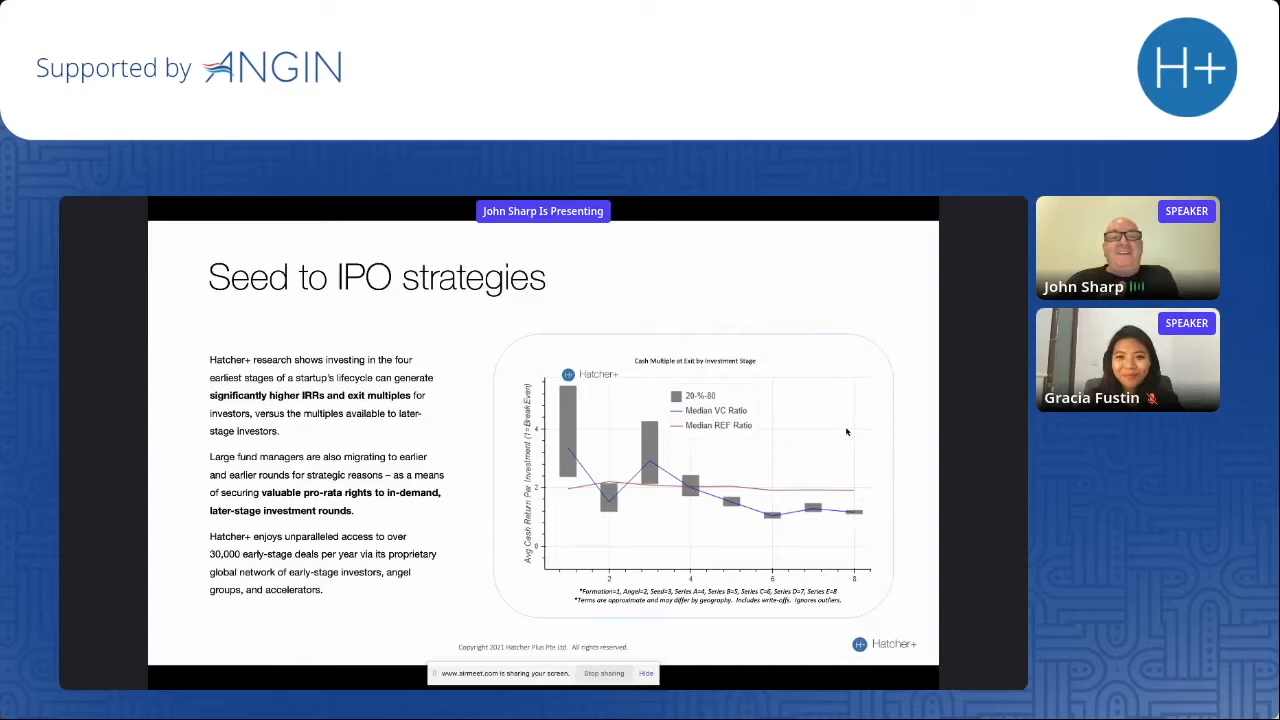 Supported by ANGIN
H+
John Sharp Is Presenting
SPEAKER
John Sharp
SPEAKER
Gracia Fustin
Seed to IPO strategies
Hatcher+ research shows investing in the four
earliest stages of a startup's lifecycle can generate
significantly higher IRRs and exit multiples for
investors, versus the multiples available to later-
stage investors.
Large fund managers are also migrating to earlier
and earlier rounds for strategic reasons – as a means
of securing valuable pro-rata rights to in-demand,
later-stage investment rounds.
Hatcher+ enjoys unparalleled access to over
30,000 early-stage deals per year via its proprietary
global network of early-stage investors, angel
groups, and accelerators.
Cash Multiple at Exit by Investment Stage
H+ Hatcher+
20-%-80
Median VC Ratio
Median REF Ratio
Avg Cash Return Per Investment (1=BreakEven)
4
2
0
2 4 6 8
*Formation=1, Angel=2, Seed=3, Series A=4, Series B=5, Series C=6, Series D=7, Series E=8
*Terms are approximate and may differ by geography. Includes write-offs. Ignores outliers.
Copyright 2021 Hatcher Plus Pte Ltd. All rights reserved.
H+ Hatcher+
www.airmeet.com is sharing your screen. Stop sharing Hide